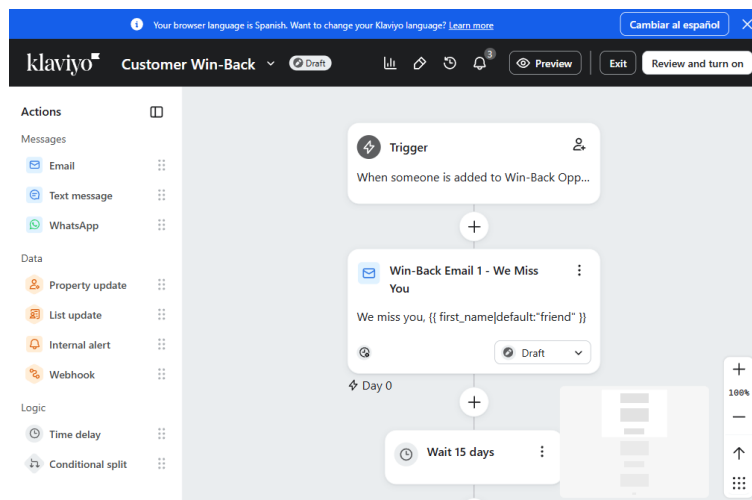 Your browser language is Spanish. Want to change your Klaviyo language? Learn more
Cambiar al español
klaviyo
Customer Win-Back
Draft
3
Preview
Exit
Review and turn on
Actions
Messages
Email
Text message
WhatsApp
Data
Property update
List update
Internal alert
Webhook
Logic
Time delay
Conditional split
Trigger
When someone is added to Win-Back Opp...
Win-Back Email 1 - We Miss
You
We miss you, {{ first_name|default:"friend" }}
Draft
Day 0
Wait 15 days
100%